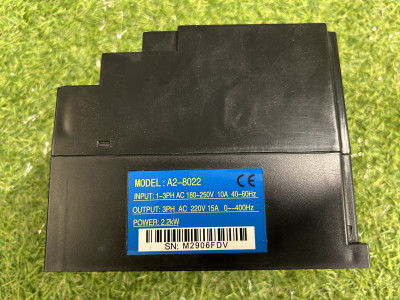 MODEL: A2-8022 CE
INPUT: 1-3PH AC 180-250V 10A 40-60Hz
OUTPUT: 3PH AC 220V 15A 0~400Hz
POWER: 2.2kW
SN: M2906FDV